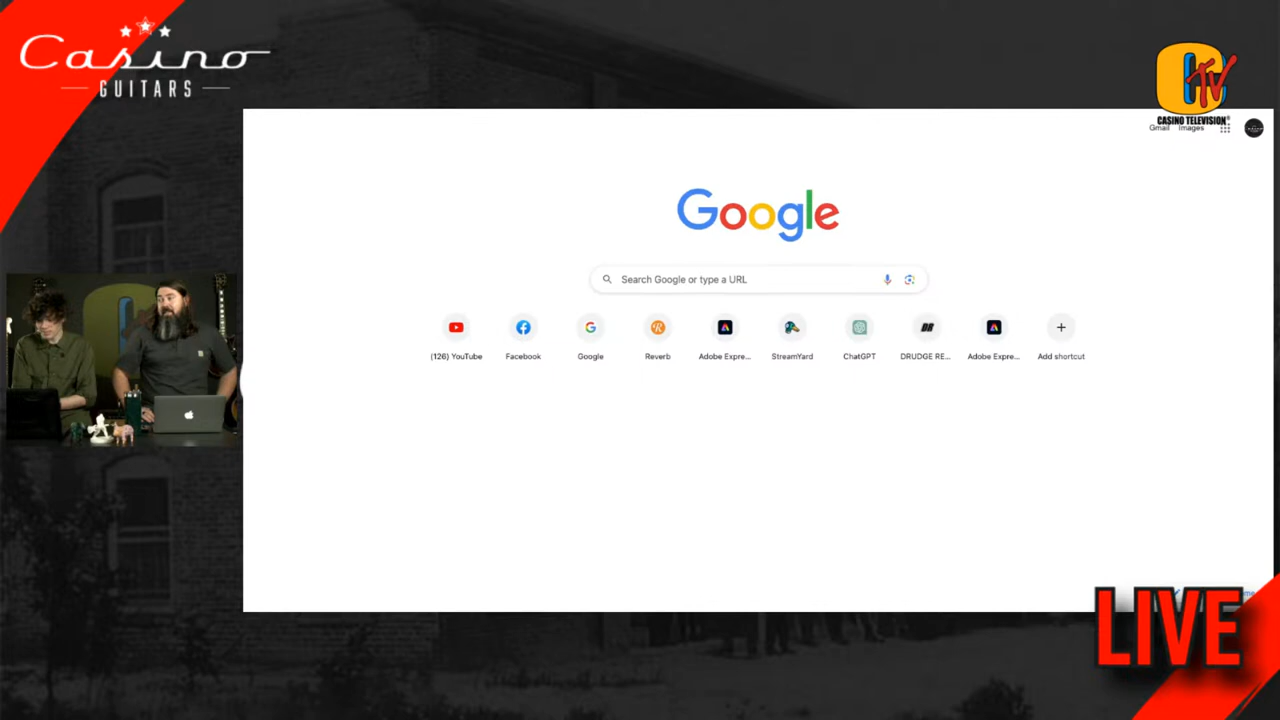 Casino
GUITARS
CTV
CASINO TELEVISION®
Gmail Images
Google
Search Google or type a URL
(126) YouTube
Facebook
Google
Reverb
Adobe Expre...
StreamYard
ChatGPT
DRUDGE RE...
Adobe Expre...
Add shortcut
LIVE